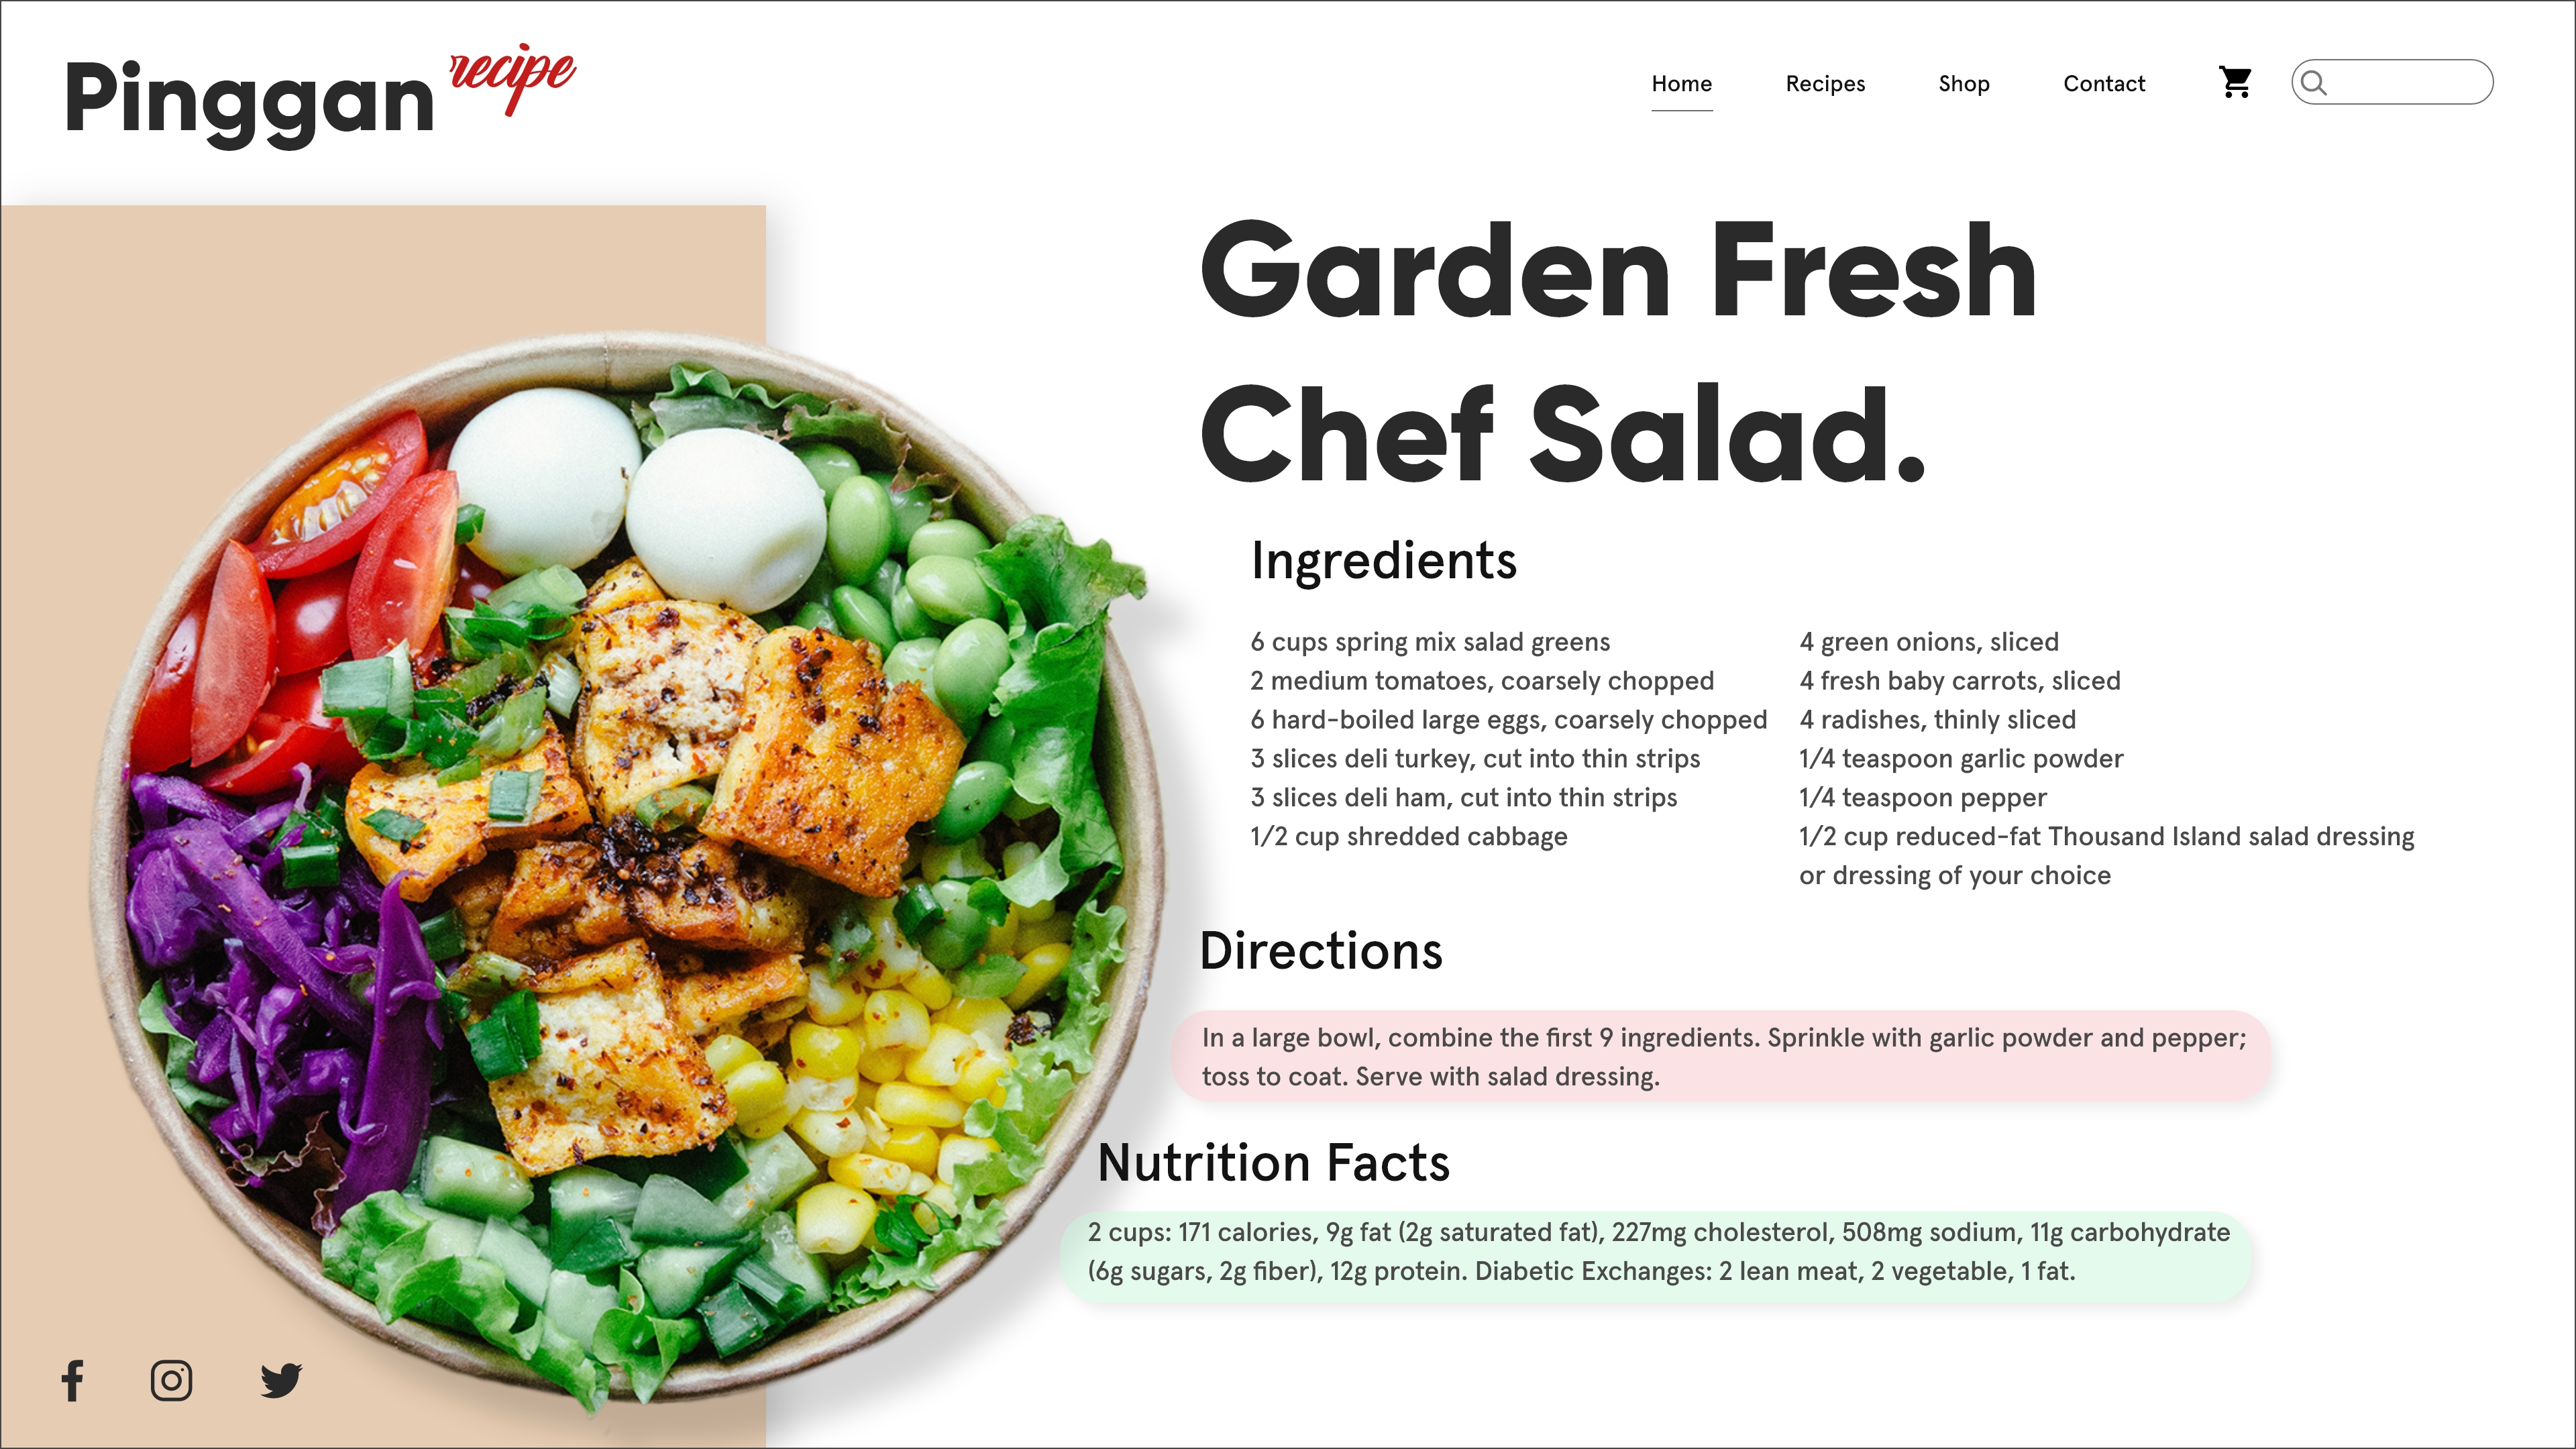 Pinggan recipe
Home Recipes Shop Contact
Garden Fresh
Chef Salad.
Ingredients
6 cups spring mix salad greens
2 medium tomatoes, coarsely chopped
6 hard-boiled large eggs, coarsely chopped
3 slices deli turkey, cut into thin strips
3 slices deli ham, cut into thin strips
1/2 cup shredded cabbage
4 green onions, sliced
4 fresh baby carrots, sliced
4 radishes, thinly sliced
1/4 teaspoon garlic powder
1/4 teaspoon pepper
1/2 cup reduced-fat Thousand Island salad dressing
or dressing of your choice
Directions
In a large bowl, combine the first 9 ingredients. Sprinkle with garlic powder and pepper;
toss to coat. Serve with salad dressing.
Nutrition Facts
2 cups: 171 calories, 9g fat (2g saturated fat), 227mg cholesterol, 508mg sodium, 11g carbohydrate
(6g sugars, 2g fiber), 12g protein. Diabetic Exchanges: 2 lean meat, 2 vegetable, 1 fat.